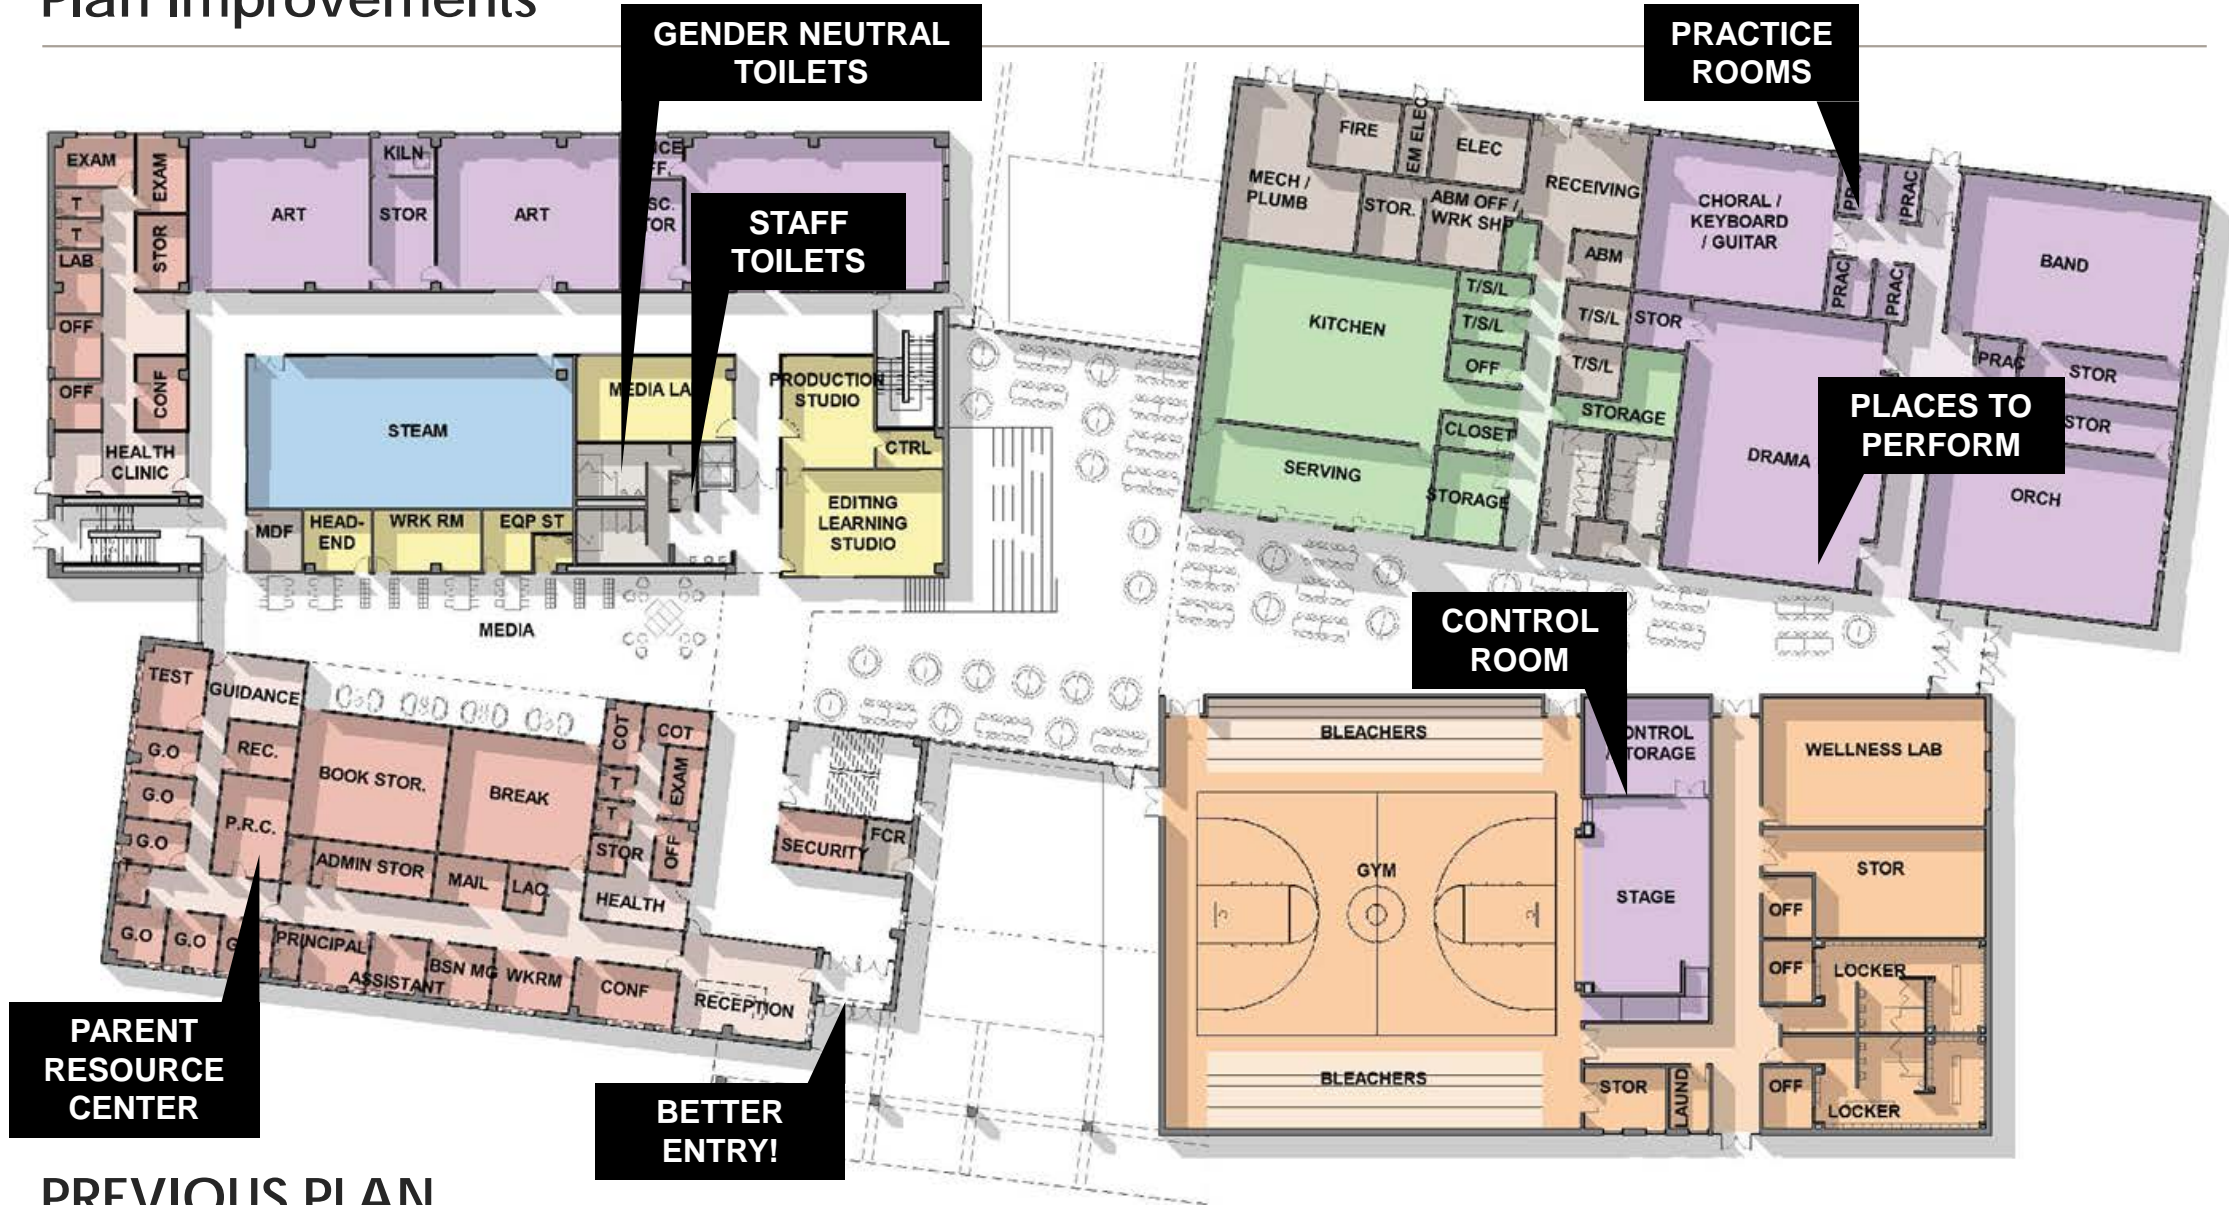 Plan Improvements
GENDER NEUTRAL
TOILETS
PRACTICE
ROOMS
STAFF
TOILETS
PLACES TO
PERFORM
CONTROL
ROOM
PARENT
RESOURCE
CENTER
BETTER
ENTRY!
EXAM
EXAM
T
T
LAB
STOR
OFF
OFF
CONF
HEALTH
CLINIC
ART
KILN
STOR
ART
STEAM
MEDIA
PRODUCTION
STUDIO
CTRL
EDITING
LEARNING
STUDIO
MDF
HEAD-
END
WRK RM
EQP ST
MEDIA
MECH /
PLUMB
FIRE
EM ELEC
ELEC
STOR.
ABM OFF /
WRK SHP
RECEIVING
ABM
KITCHEN
T/S/L
T/S/L
OFF
CLOSET
SERVING
STORAGE
T/S/L
T/S/L
STOR
STORAGE
CHORAL /
KEYBOARD
/ GUITAR
PRAC
PRAC
PRAC
PRAC
BAND
STOR
STOR
DRAMA
ORCH
TEST
GUIDANCE
G.O
G.O
G.O
REC.
P.R.C.
BOOK STOR.
BREAK
COT
COT
T
T
EXAM
STOR
OFF
ADMIN STOR
MAIL
LAC.
HEALTH
G.O
G.O
PRINCIPAL
ASSISTANT
BSN MG
WKRM
CONF
RECEPTION
SECURITY
FCR
BLEACHERS
GYM
BLEACHERS
STAGE
STOR
LAUND
WELLNESS LAB
STOR
OFF
OFF
LOCKER
OFF
LOCKER
PREVIOUS PLAN